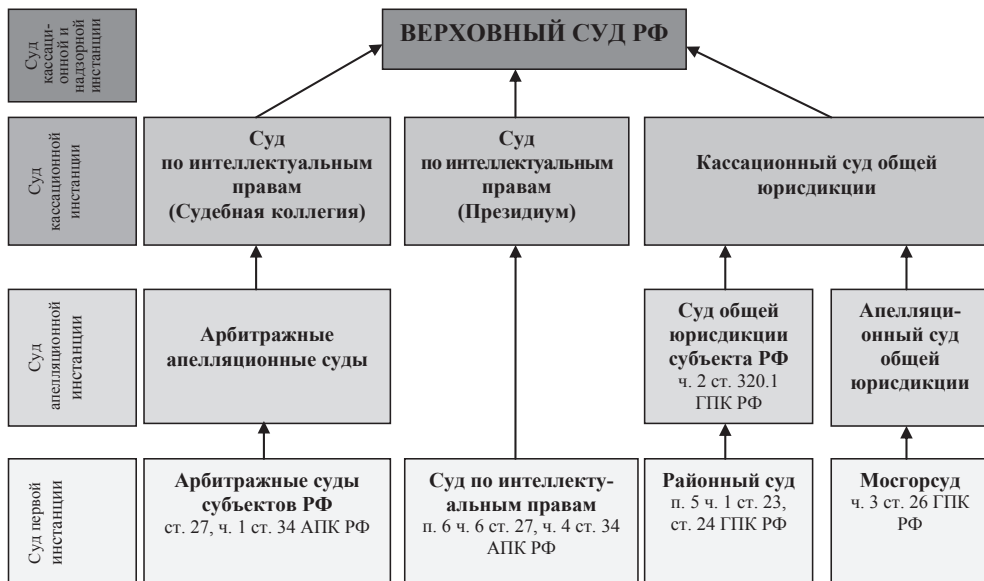 Суд
кассаци-
онной и
надзорной
инстанции
ВЕРХОВНЫЙ СУД РФ
Суд
кассационной
инстанции
Суд
по интеллектуальным
правам
(Судебная коллегия)
Суд
по интеллектуальным
правам
(Президиум)
Кассационный суд общей
юрисдикции
Суд
апелляционной
инстанции
Арбитражные
апелляционные суды
Суд общей
юрисдикции
субъекта РФ
ч. 2 ст. 320.1
ГПК РФ
Апелляци-
онный суд
общей
юрисдикции
Суд первой
инстанции
Арбитражные суды
субъектов РФ
ст. 27, ч. 1 ст. 34 АПК РФ
Суд по интеллекту-
альным правам
п. 6 ч. 6 ст. 27, ч. 4 ст. 34
АПК РФ
Районный суд
п. 5 ч. 1 ст. 23,
ст. 24 ГПК РФ
Мосгорсуд
ч. 3 ст. 26 ГПК
РФ